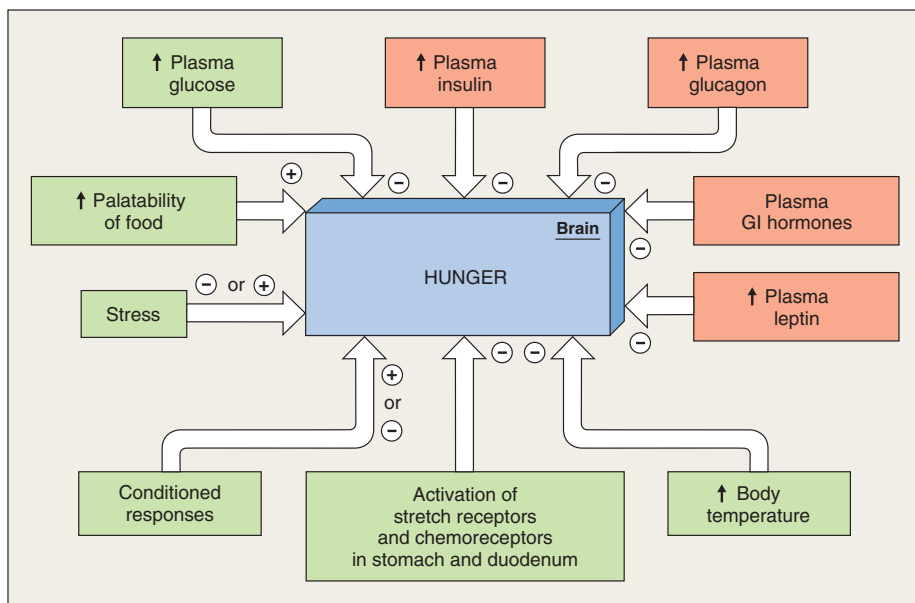 ↑ Plasma
glucose
↑ Plasma
insulin
↑ Plasma
glucagon
+
−
−
−
↑ Palatability
of food
Brain
Plasma
GI hormones
−
HUNGER
− or +
Stress
↑ Plasma
leptin
−
−
−
+
or
−
Conditioned
responses
Activation of
stretch receptors
and chemoreceptors
in stomach and duodenum
↑ Body
temperature